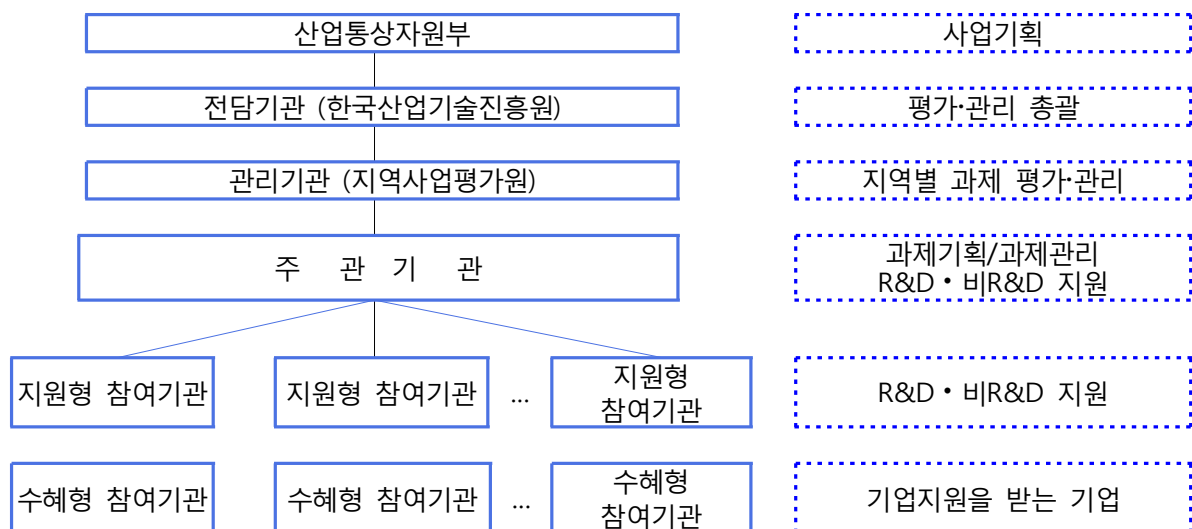 산업통상자원부
사업기획
전담기관 (한국산업기술진흥원)
평가·관리 총괄
관리기관 (지역사업평가원)
지역별 과제 평가·관리
주 관 기 관
과제기획/과제관리
R&D·비R&D 지원
지원형 참여기관
지원형 참여기관
...
지원형
참여기관
R&D·비R&D 지원
수혜형 참여기관
수혜형 참여기관
...
수혜형
참여기관
기업지원을 받는 기업